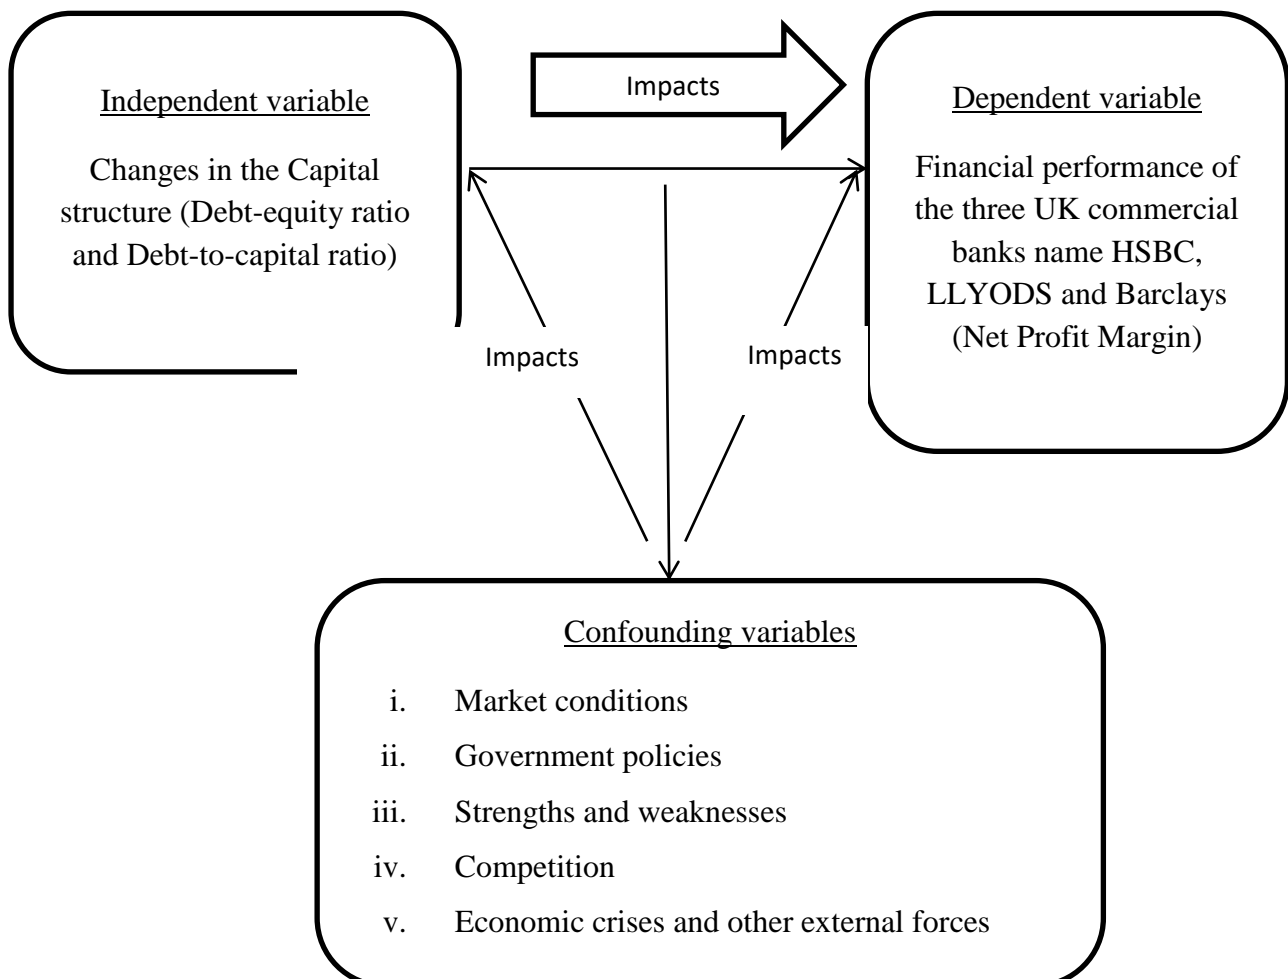 Independent variable
Changes in the Capital
structure (Debt-equity ratio
and Debt-to-capital ratio)
Impacts
Dependent variable
Financial performance of
the three UK commercial
banks name HSBC,
LLYODS and Barclays
(Net Profit Margin)
Impacts
Impacts
Confounding variables
i. Market conditions
ii. Government policies
iii. Strengths and weaknesses
iv. Competition
v. Economic crises and other external forces